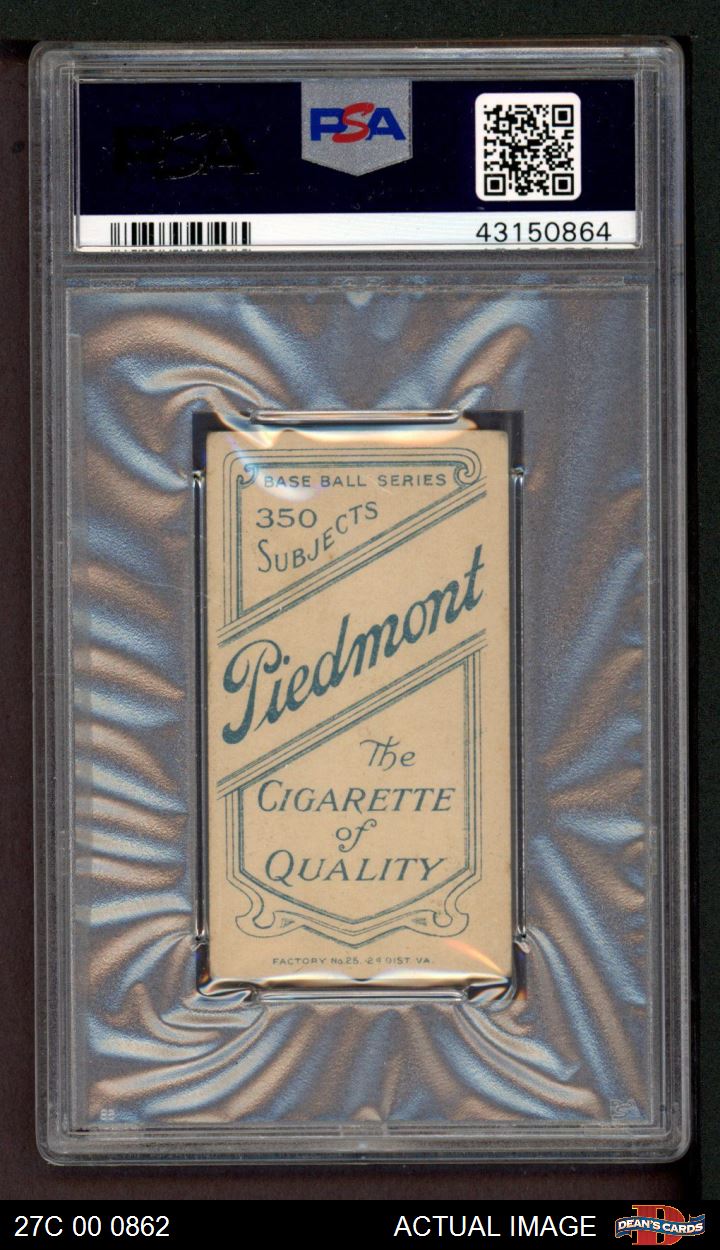 PSA
PSA
43150864
BASE BALL SERIES
350
SUBJECTS
Piedmont
The
CIGARETTE
of
QUALITY
FACTORY No. 25, 2d DIST. VA.
27C 00 0862
ACTUAL IMAGE
D
DEAN'S CARDS